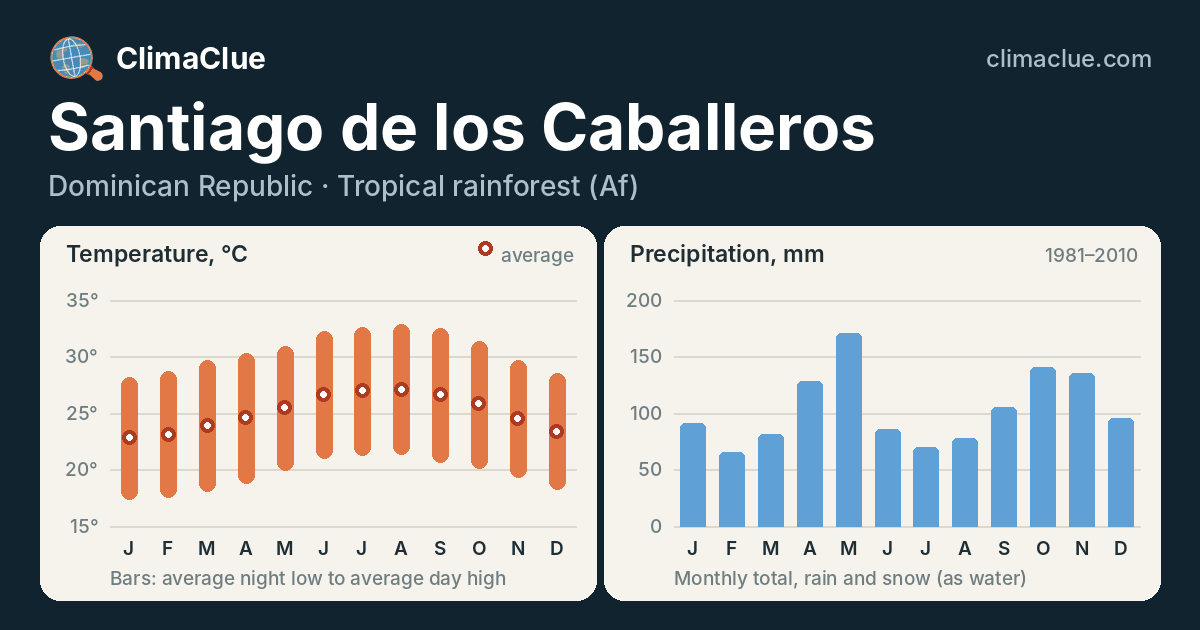 ClimaClue
climaclue.com
Santiago de los Caballeros
Dominican Republic · Tropical rainforest (Af)
Temperature, °C
average
35°
30°
25°
20°
15°
J F M A M J J A S O N D
Bars: average night low to average day high
Precipitation, mm
1981–2010
200
150
100
50
0
J F M A M J J A S O N D
Monthly total, rain and snow (as water)